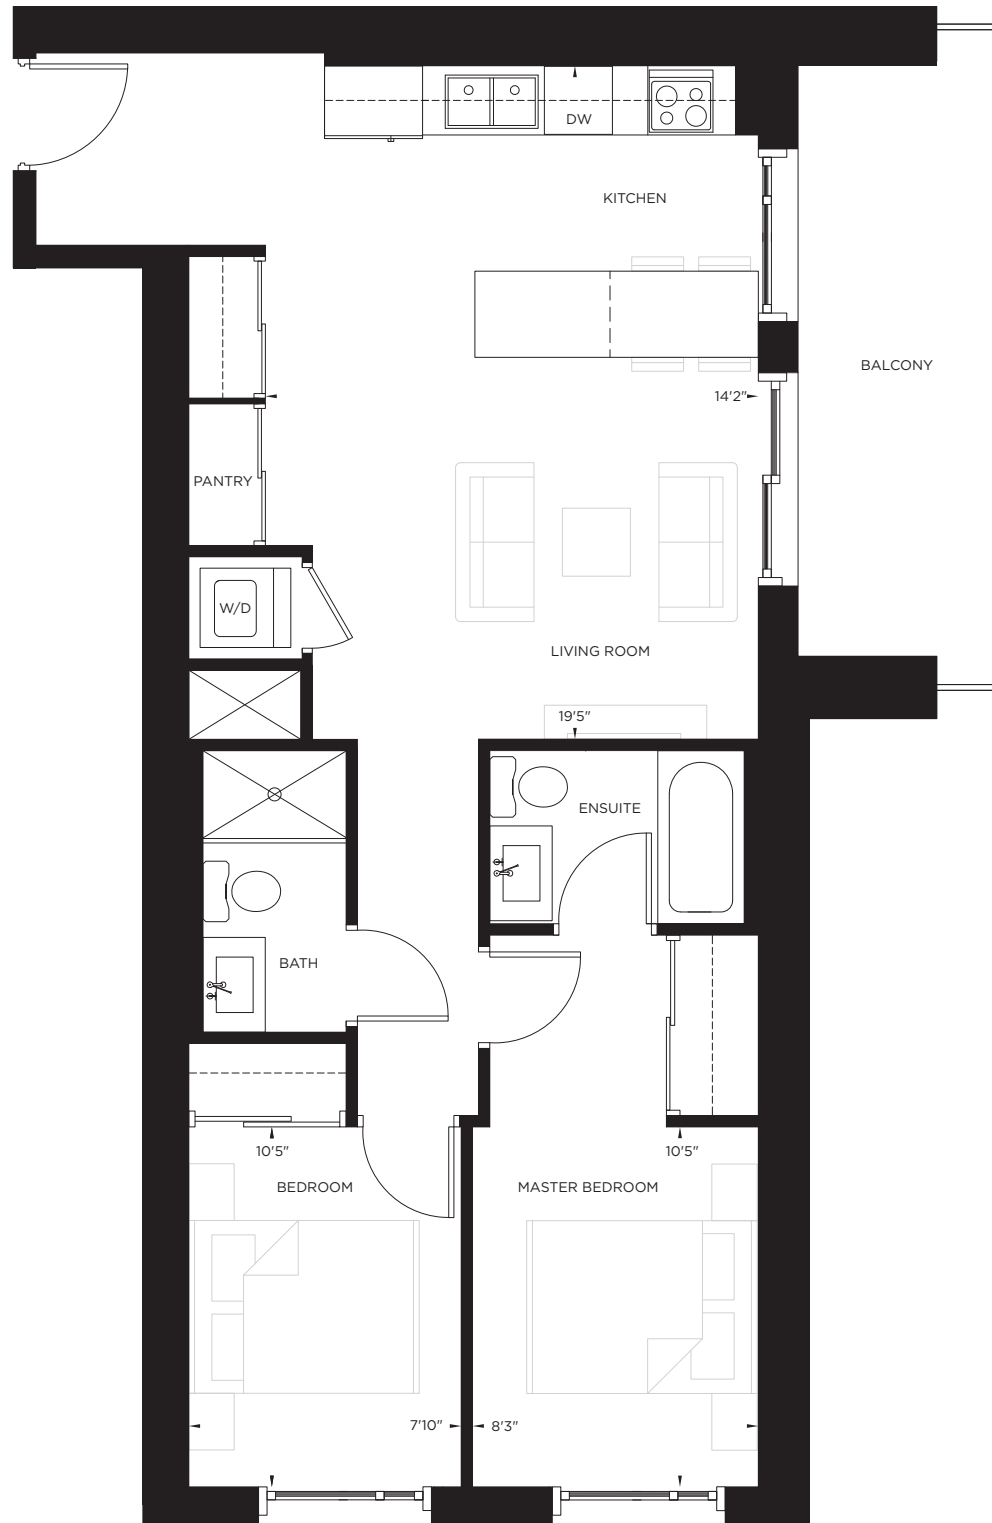 DW
KITCHEN
BALCONY
14'2"
PANTRY
W/D
LIVING ROOM
19'5"
ENSUITE
BATH
10'5"
10'5"
BEDROOM
MASTER BEDROOM
7'10"
8'3"